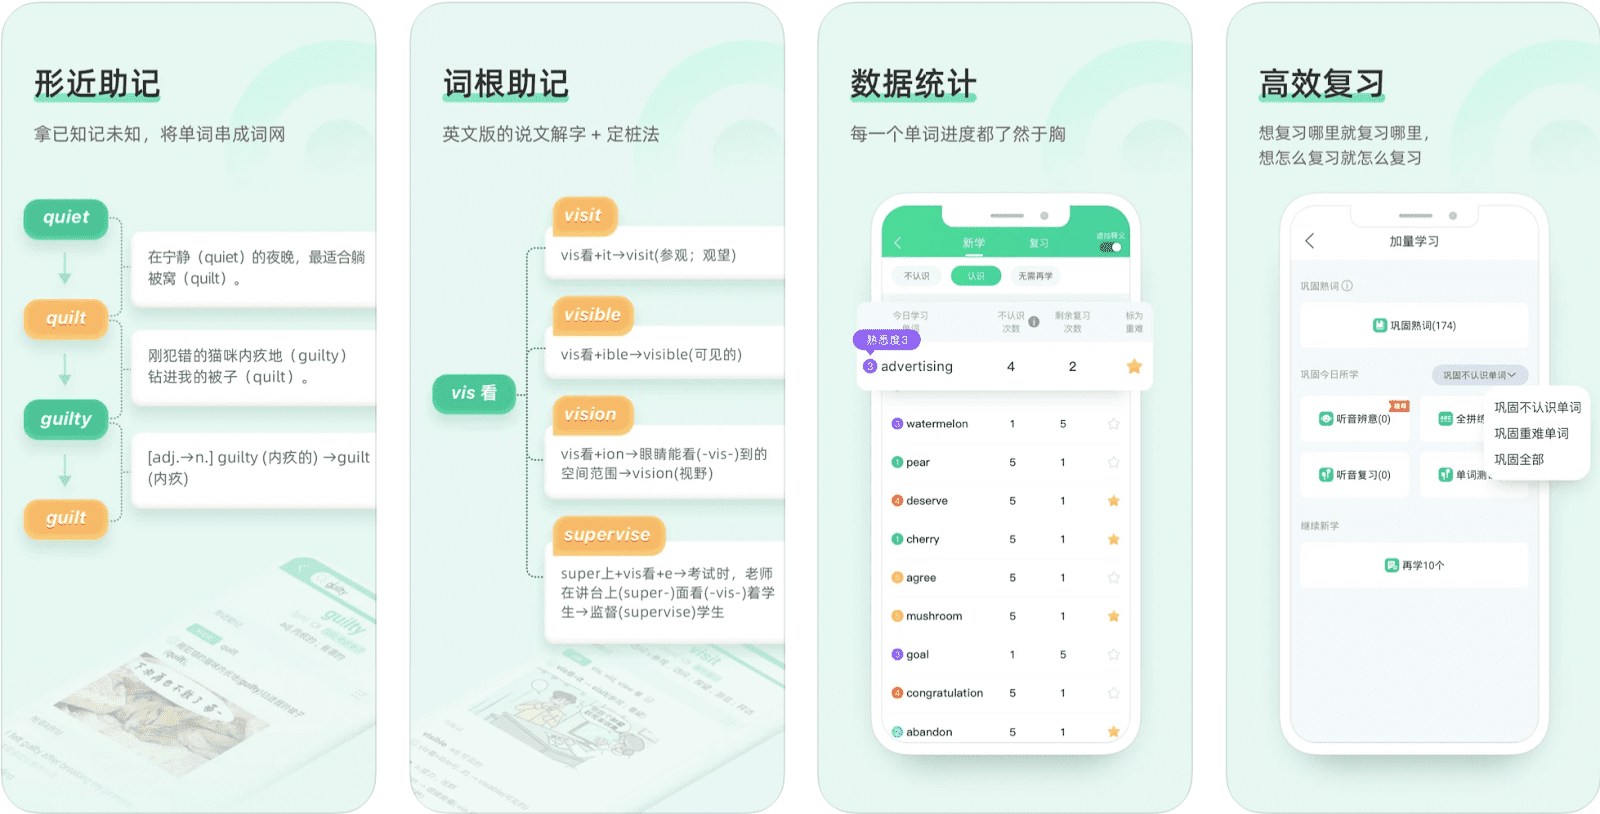 形近助记
拿已知记未知，将单词串成词网
quiet
在宁静（quiet）的夜晚，最适合躺
被窝（quilt）。
quilt
刚犯错的猫咪内疚地（guilty）
钻进我的被子（quilt）。
guilty
[adj.→n.] guilty (内疚的) →guilt
(内疚)
guilt
guilty
guilty
quilt
词根助记
英文版的说文解字 + 定桩法
vis 看
visit
vis看+it→visit(参观；观望)
visible
vis看+ible→visible(可见的)
vision
vis看+ion→眼睛能看(-vis-)到的
空间范围→vision(视野)
supervise
super上+vis看+e→考试时，老师
在讲台上(super-)面看(-vis-)着学
生→监督(supervise)学生
visit
数据统计
每一个单词进度都了然于胸
新学
复习
遮挡释义
不认识
认识
无需再学
今日学习
单词
不认识
次数
剩余复习
次数
标为
重难
熟悉度3
3 advertising 4 2
3 watermelon 1 5
1 pear 5 1
4 deserve 5 1
1 cherry 5 1
agree 5 1
mushroom 5 1
3 goal 1 5
4 congratulation 5 1
abandon 5 1
高效复习
想复习哪里就复习哪里，
想怎么复习就怎么复习
加量学习
巩固熟词
巩固熟词(174)
巩固今日所学
巩固不认识单词
听音辨意(0)
全拼练
巩固不认识单词
巩固重难单词
巩固全部
听音复习(0)
单词测
继续新学
再学10个